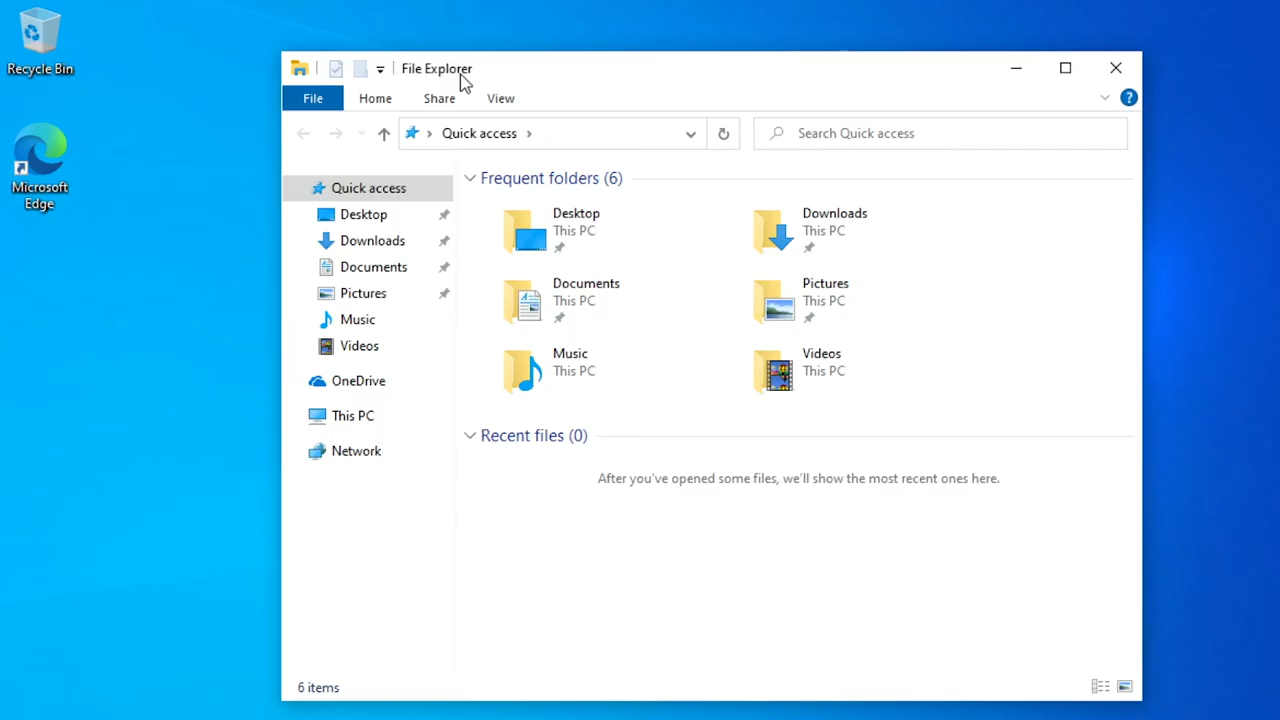 Recycle Bin
Microsoft
Edge
File Explorer
File Home Share View
?
Quick access
Search Quick access
Quick access
Desktop
Downloads
Documents
Pictures
Music
Videos
OneDrive
This PC
Network
Frequent folders (6)
Desktop
This PC
Downloads
This PC
Documents
This PC
Pictures
This PC
Music
This PC
Videos
This PC
Recent files (0)
After you've opened some files, we'll show the most recent ones here.
6 items